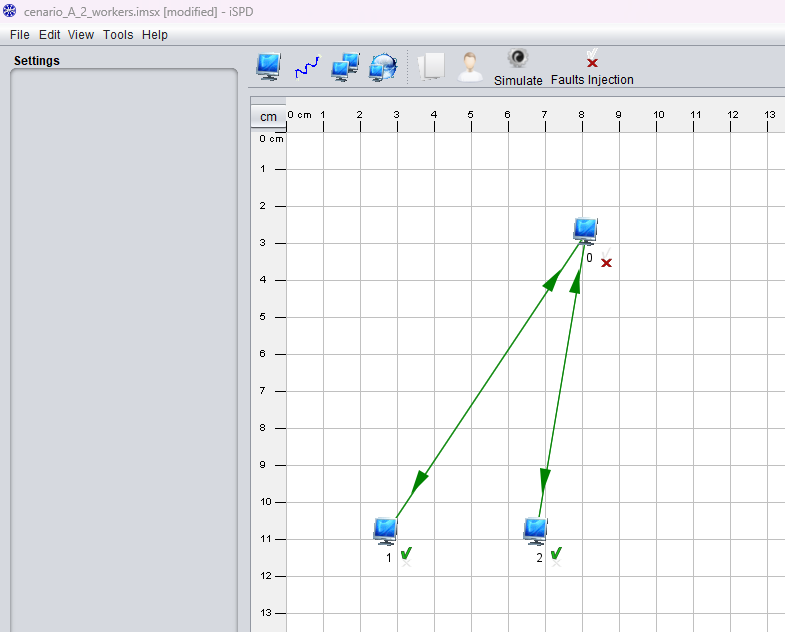 cenario_A_2_workers.imsx [modified] - iSPD
File Edit View Tools Help
Settings
Simulate Faults Injection
cm
0 cm 1 2 3 4 5 6 7 8 9 10 11 12 13
0 cm
1
2
3
4
5
6
7
8
9
10
11
12
13
0
1
2